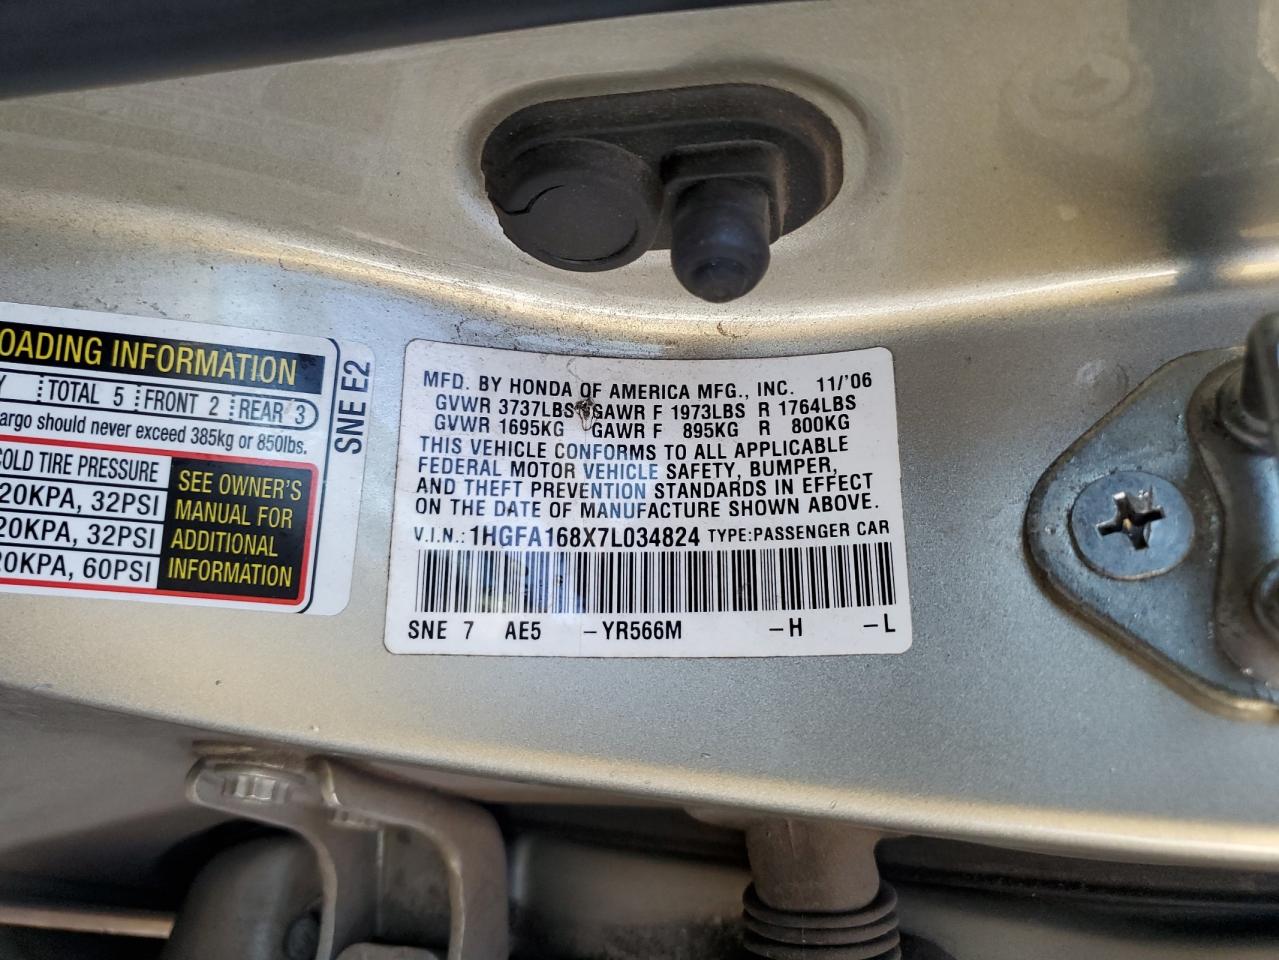 OADING INFORMATION
Y TOTAL 5 FRONT 2 REAR 3
argo should never exceed 385kg or 850lbs.
COLD TIRE PRESSURE
20KPA, 32PSI
20KPA, 32PSI
20KPA, 60PSI
SEE OWNER'S
MANUAL FOR
ADDITIONAL
INFORMATION
SNE E2
MFD. BY HONDA OF AMERICA MFG., INC. 11/'06
GVWR 3737LBS GAWR F 1973LBS R 1764LBS
GVWR 1695KG GAWR F 895KG R 800KG
THIS VEHICLE CONFORMS TO ALL APPLICABLE
FEDERAL MOTOR VEHICLE SAFETY, BUMPER,
AND THEFT PREVENTION STANDARDS IN EFFECT
ON THE DATE OF MANUFACTURE SHOWN ABOVE.
V.I.N.: 1HGFA168X7L034824 TYPE:PASSENGER CAR
SNE 7 AE5 -YR566M -H -L